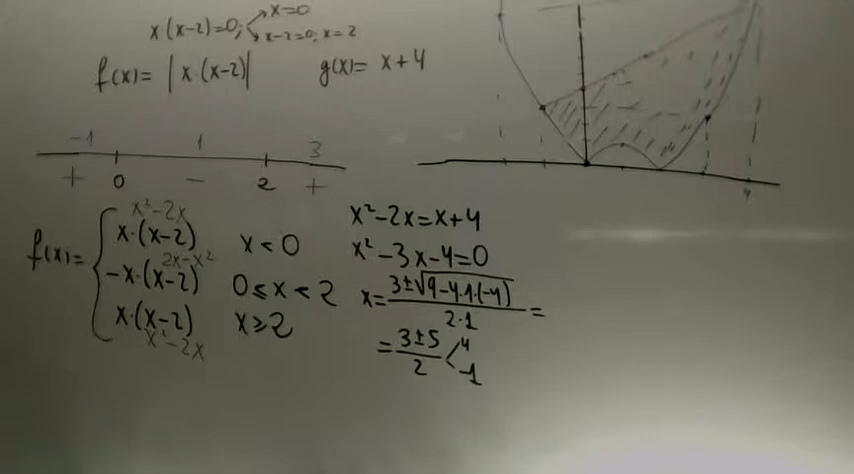 x·(x-2)=0; x=0
x-2=0; x=2
f(x)= |x·(x-2)| g(x)= x+4
-1 1 3
+ 0 - 2 + 4
x²-2x
f(x)= { x·(x-2) x<0
2x-x²
-x·(x-2) 0≤x<2
x·(x-2) x≥2
x²-2x
x²-2x=x+4
x²-3x-4=0
x= (3±√(9-4·1·(-4)))/(2·1) =
= (3±5)/2 < 4
-1